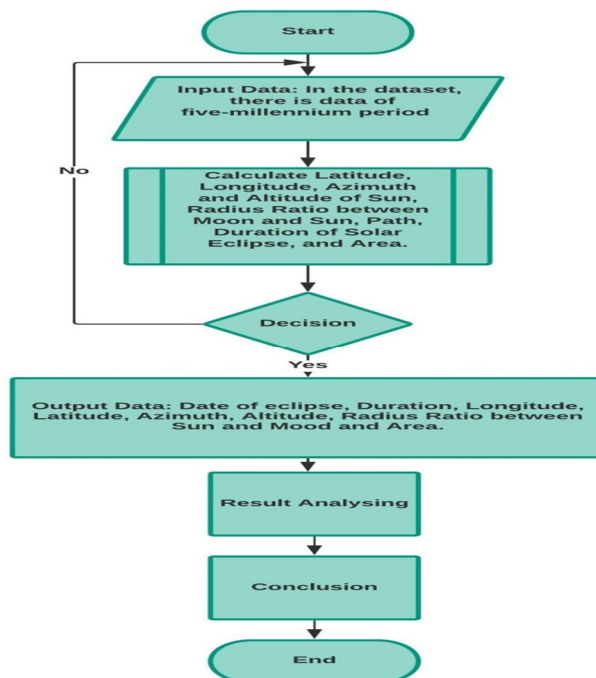 Start
Input Data: In the dataset,
there is data of
five-millennium period
No
Calculate Latitude,
Longitude, Azimuth
and Altitude of Sun,
Radius Ratio between
Moon and Sun, Path,
Duration of Solar
Eclipse, and Area.
Decision
Yes
Output Data: Date of eclipse, Duration, Longitude,
Latitude, Azimuth, Altitude, Radius Ratio between
Sun and Mood and Area.
Result Analysing
Conclusion
End